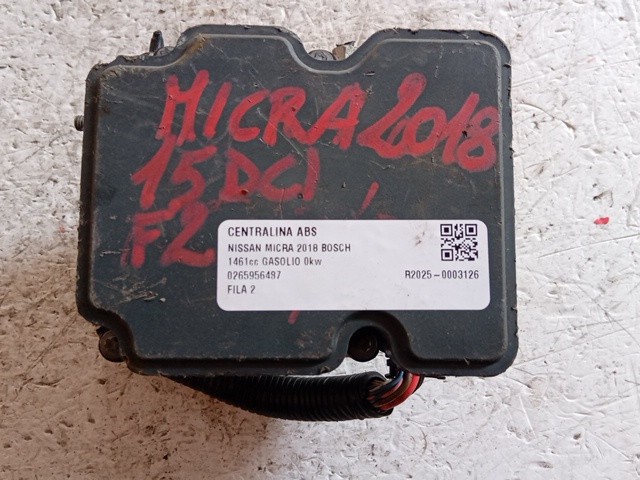 MICRA 2018
15 DCI
F2
CENTRALINA ABS
NISSAN MICRA 2018 BOSCH
1461cc GASOLIO 0kw
0265956497 R2025-0003126
FILA 2